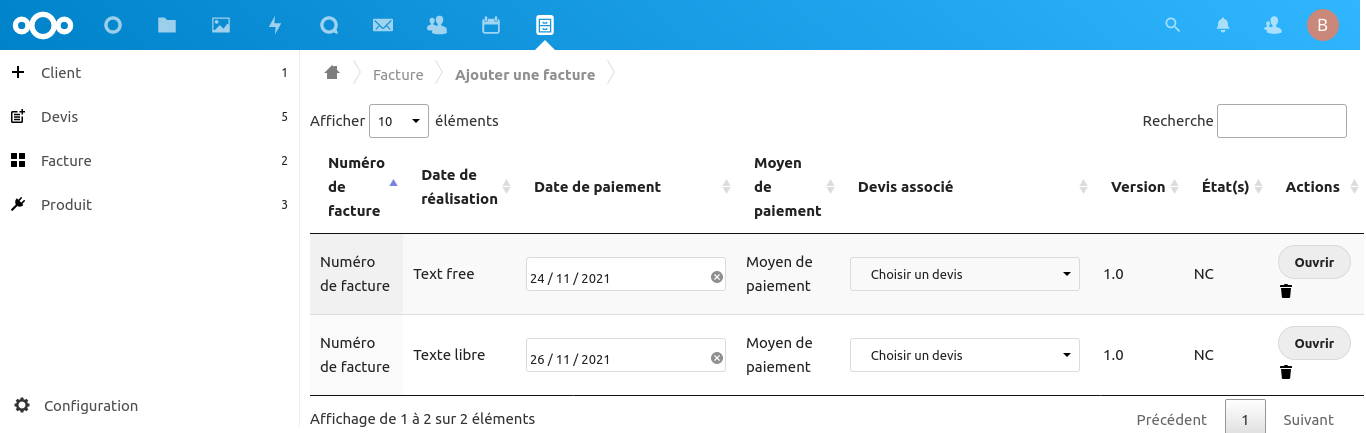 B
Client 1
Devis 5
Facture 2
Produit 3
Configuration
Facture Ajouter une facture
Afficher 10 éléments Recherche
Numéro de facture Date de réalisation Date de paiement Moyen de paiement Devis associé Version État(s) Actions
Numéro de facture Text free 24 / 11 / 2021 Moyen de paiement Choisir un devis 1.0 NC Ouvrir
Numéro de facture Texte libre 26 / 11 / 2021 Moyen de paiement Choisir un devis 1.0 NC Ouvrir
Affichage de 1 à 2 sur 2 éléments Précédent 1 Suivant